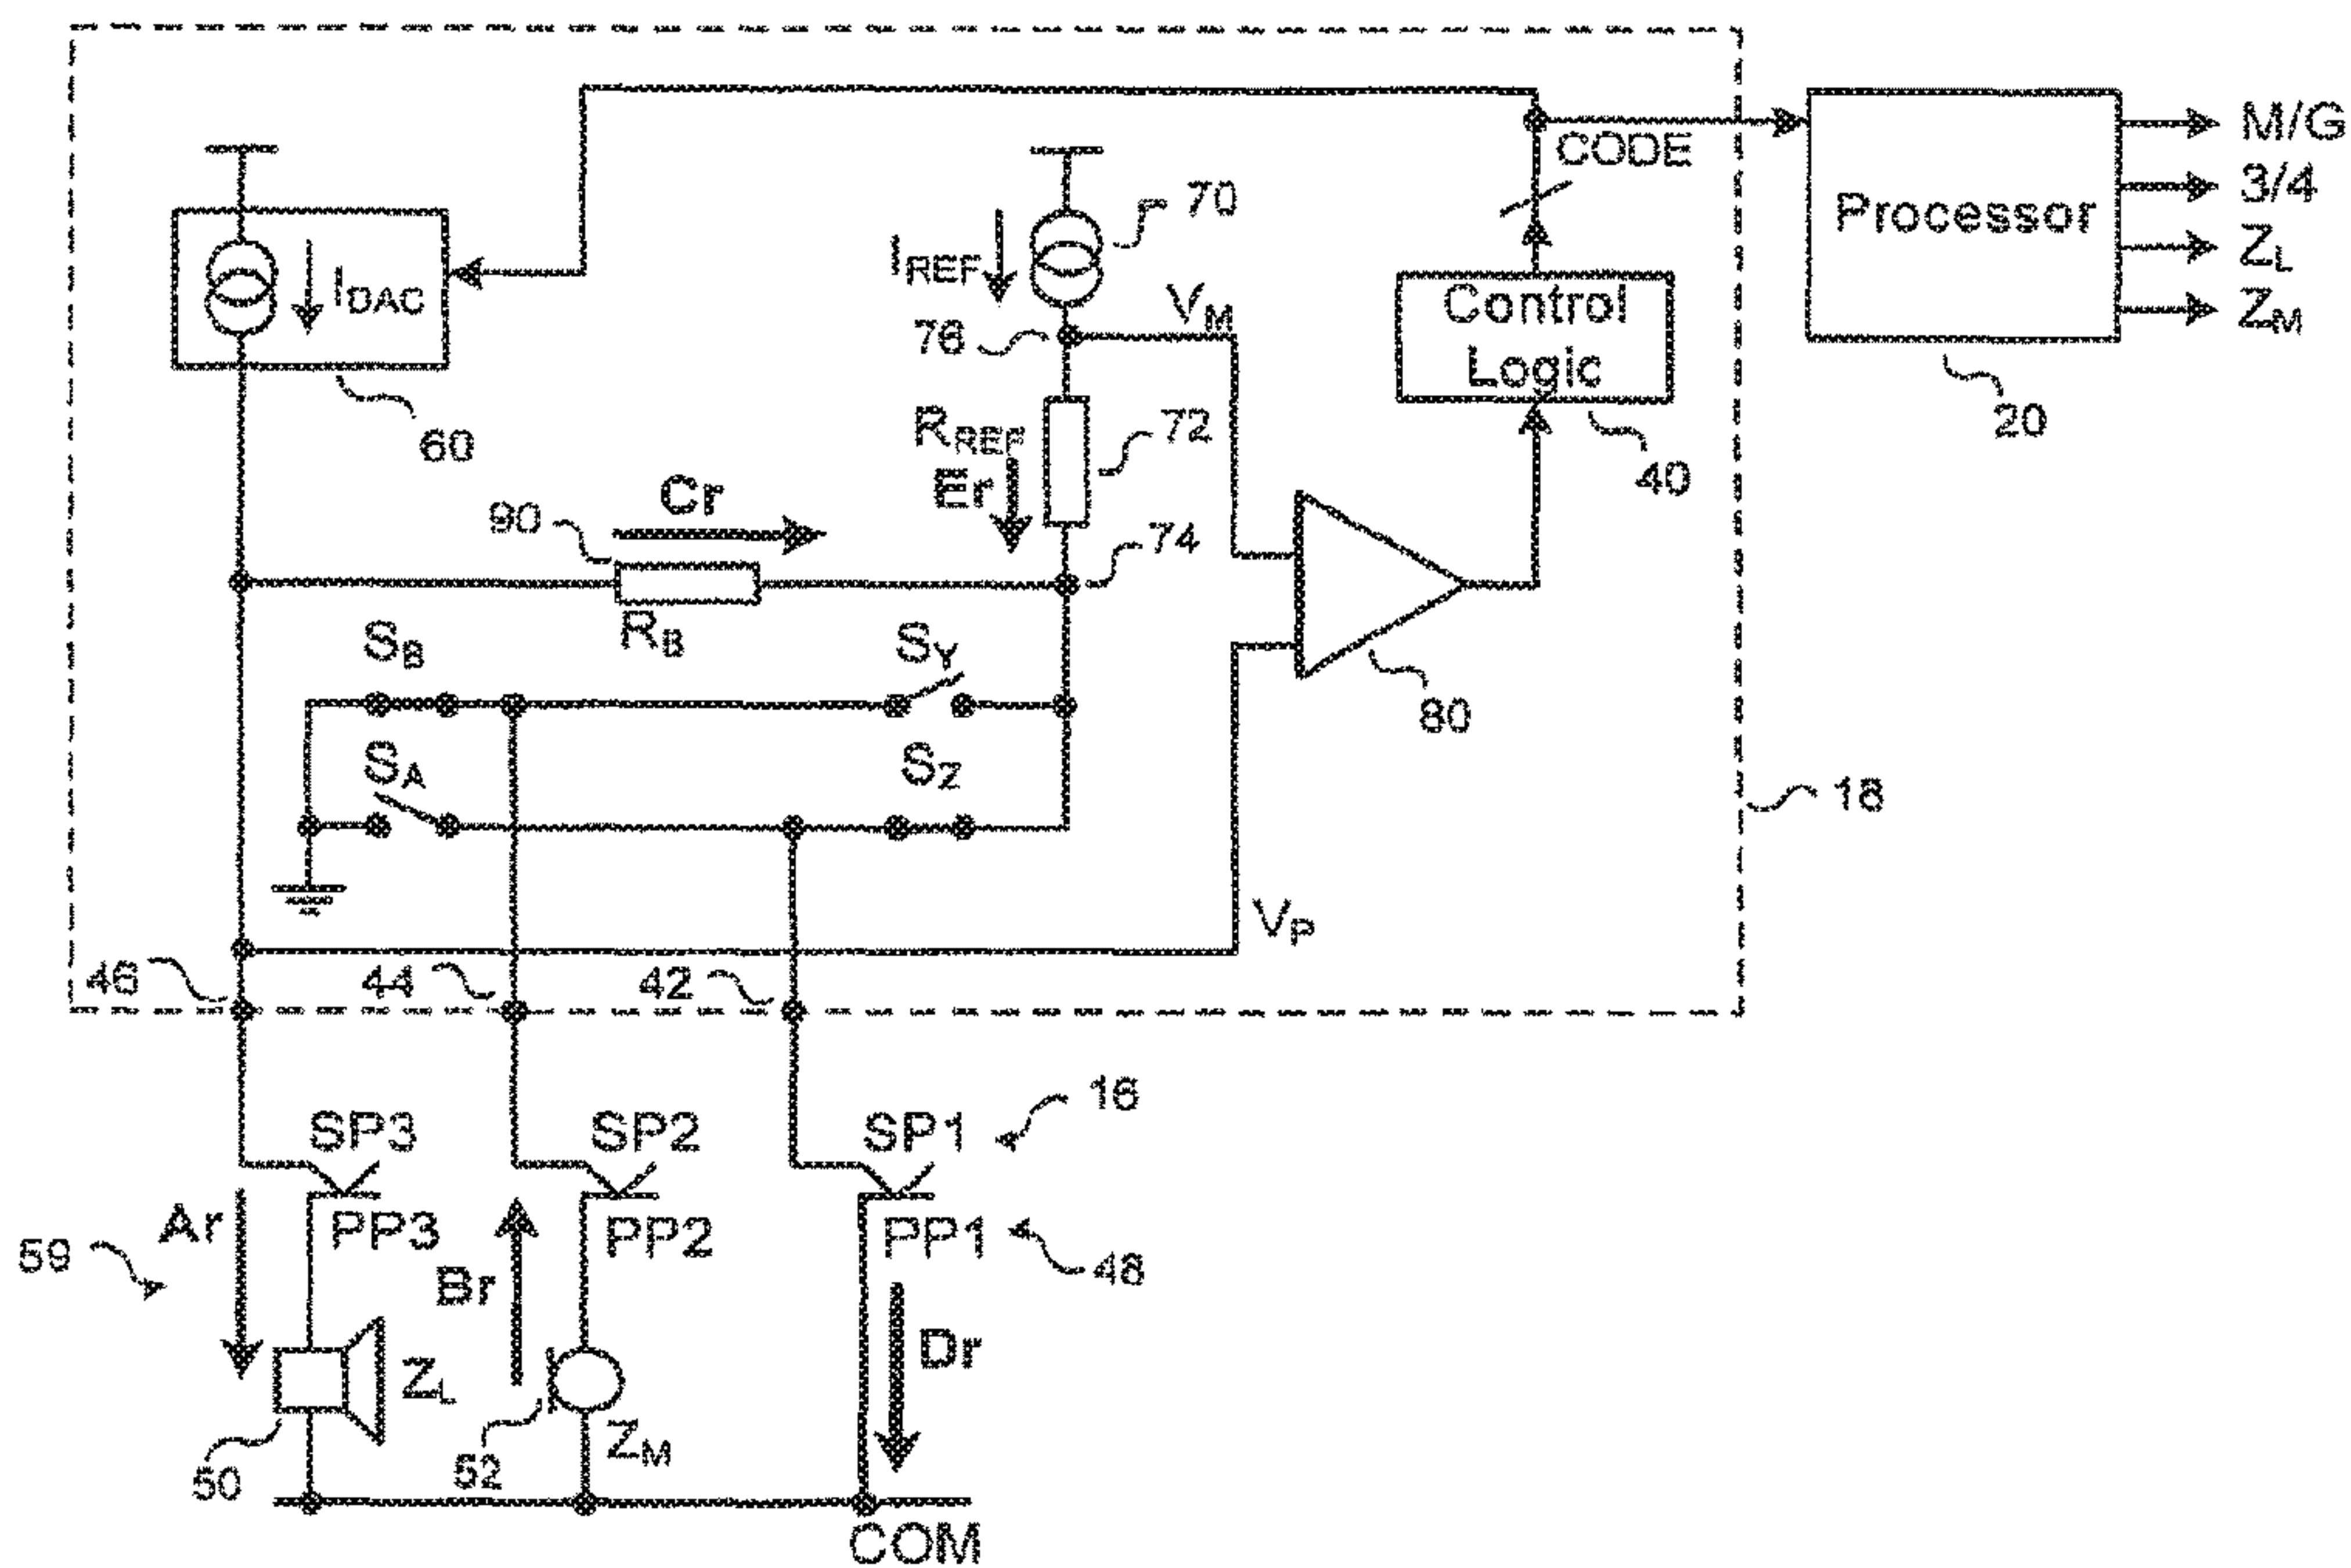 M/G
CODE
3/4
Processor
70
IREF
IDAC
VM
ZL
Control
Logic
ZM
76
20
RREF
72
60
40
Cr
Er
90
74
RB
SB
SY
80
SA
SZ
18
VP
46
44
42
16
SP3
SP2
SP1
Ar
PP3
PP2
PP1
59
Br
48
Dr
ZL
ZM
50
52
COM